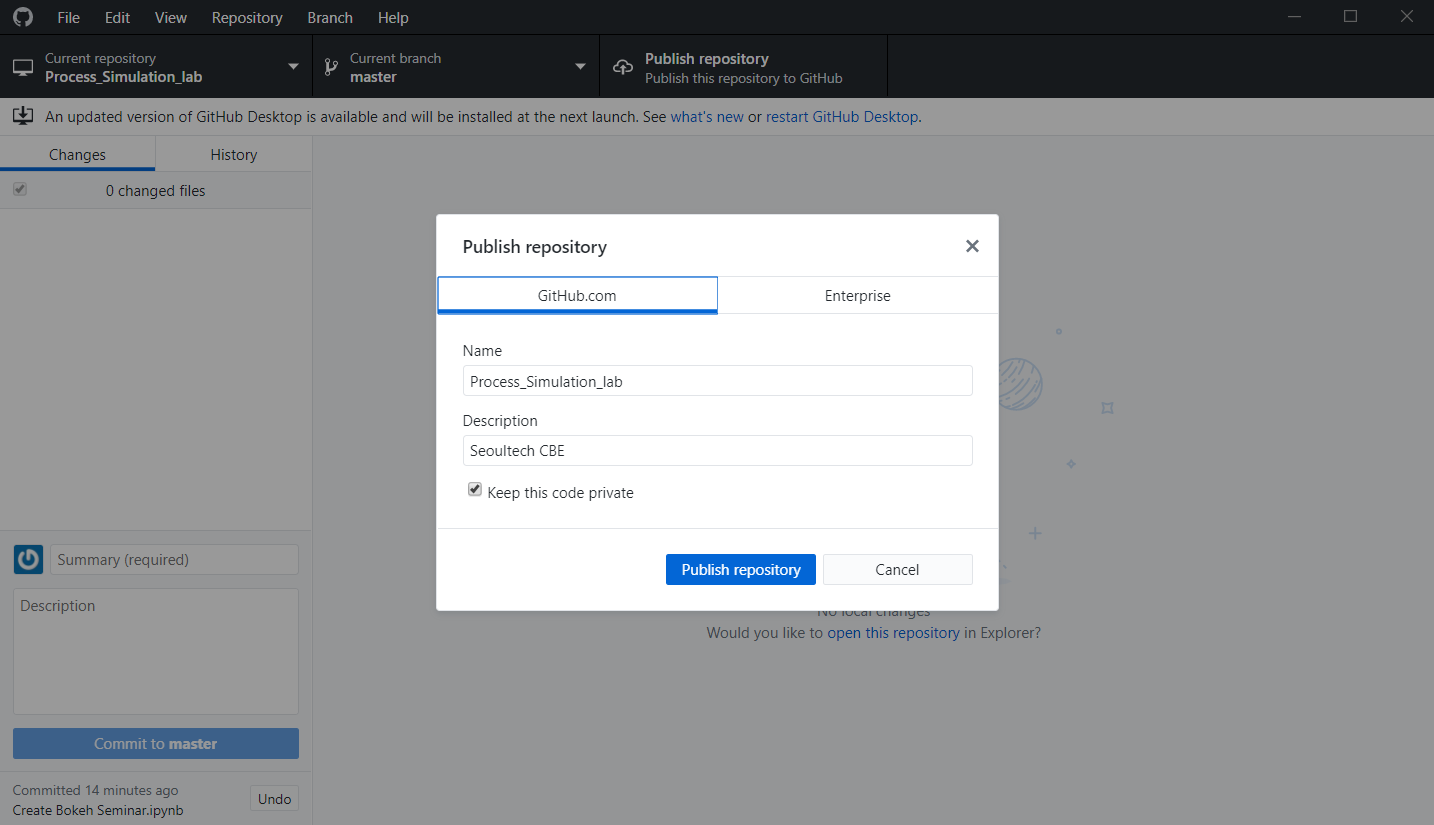 File Edit View Repository Branch Help
Current repository
Process_Simulation_lab
Current branch
master
Publish repository
Publish this repository to GitHub
An updated version of GitHub Desktop is available and will be installed at the next launch. See what's new or restart GitHub Desktop.
Changes History
0 changed files
Publish repository
GitHub.com Enterprise
Name
Process_Simulation_lab
Description
Seoultech CBE
Keep this code private
Publish repository Cancel
No local changes
Would you like to open this repository in Explorer?
Summary (required)
Description
Commit to master
Committed 14 minutes ago
Create Bokeh Seminar.ipynb
Undo